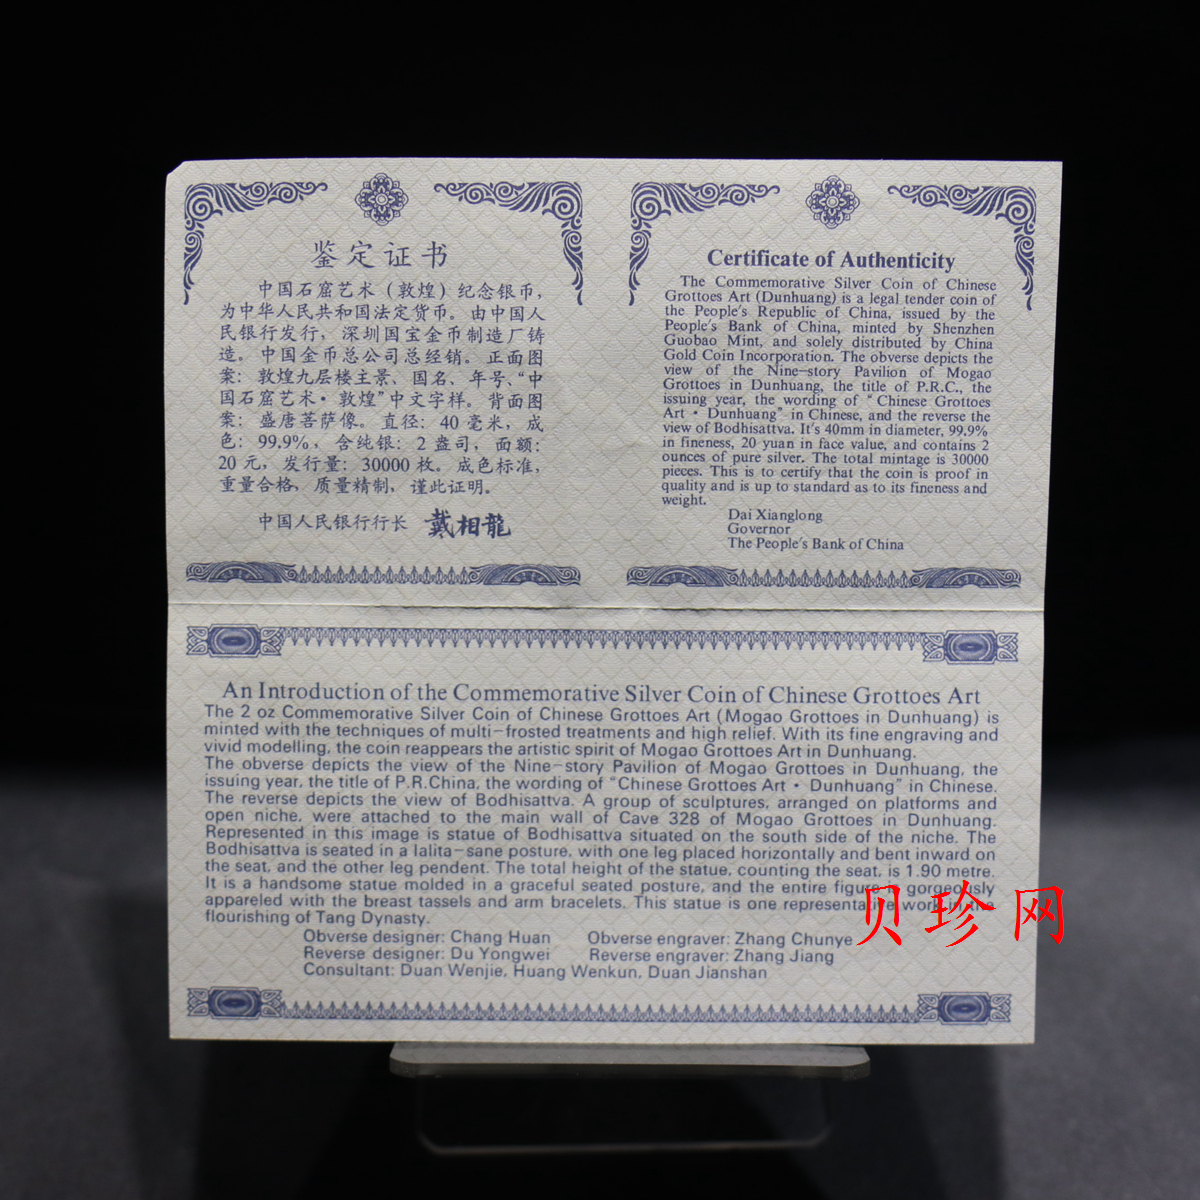 鉴定证书
中国石窟艺术（敦煌）纪念银币，
为中华人民共和国法定货币。由中国人
民银行发行，深圳国宝金币制造厂铸
造。中国金币总公司总经销。正面图
案：敦煌九层楼主景、国名、年号、“中
国石窟艺术·敦煌”中文字样。背面图
案：盛唐菩萨像。直径：40毫米，成
色：99.9%，含纯银：2盎司，面额：
20元，发行量：30000枚。成色标准，
重量合格，质量精制，谨此证明。
中国人民银行行长 戴相龍
Certificate of Authenticity
The Commemorative Silver Coin of Chinese
Grottoes Art (Dunhuang) is a legal tender coin of
the People's Republic of China, issued by the
People's Bank of China, minted by Shenzhen
Guobao Mint, and solely distributed by China
Gold Coin Incorporation. The obverse depicts the
view of the Nine-story Pavilion of Mogao
Grottoes in Dunhuang, the title of P.R.C., the
issuing year, the wording of “Chinese Grottoes
Art · Dunhuang” in Chinese, and the reverse the
view of Bodhisattva. It's 40mm in diameter, 99.9%
in fineness, 20 yuan in face value, and contains 2
ounces of pure silver. The total mintage is 30000
pieces. This is to certify that the coin is proof in
quality and is up to standard as to its fineness and
weight.
Dai Xianglong
Governor
The People's Bank of China
An Introduction of the Commemorative Silver Coin of Chinese Grottoes Art
The 2 oz Commemorative Silver Coin of Chinese Grottoes Art (Mogao Grottoes in Dunhuang) is
minted with the techniques of multi-frosted treatments and high relief. With its fine engraving and
vivid modelling, the coin reappears the artistic spirit of Mogao Grottoes Art in Dunhuang.
The obverse depicts the view of the Nine-story Pavilion of Mogao Grottoes in Dunhuang, the
issuing year, the title of P.R.China, the wording of “Chinese Grottoes Art · Dunhuang” in Chinese.
The reverse depicts the view of Bodhisattva. A group of sculptures, arranged on platforms and
open niche, were attached to the main wall of Cave 328 of Mogao Grottoes in Dunhuang.
Represented in this image is statue of Bodhisattva situated on the south side of the niche. The
Bodhisattva is seated in a lalita-sane posture, with one leg placed horizontally and bent inward on
the seat, and the other leg pendent. The total height of the statue, counting the seat, is 1.90 metre.
It is a handsome statue molded in a graceful seated posture, and the entire figure is gorgeously
appareled with the breast tassels and arm bracelets. This statue is one representative work in the
flourishing of Tang Dynasty.
Obverse designer: Chang Huan Obverse engraver: Zhang Chunye
Reverse designer: Du Yongwei Reverse engraver: Zhang Jiang
Consultant: Duan Wenjie, Huang Wenkun, Duan Jianshan
贝珍网